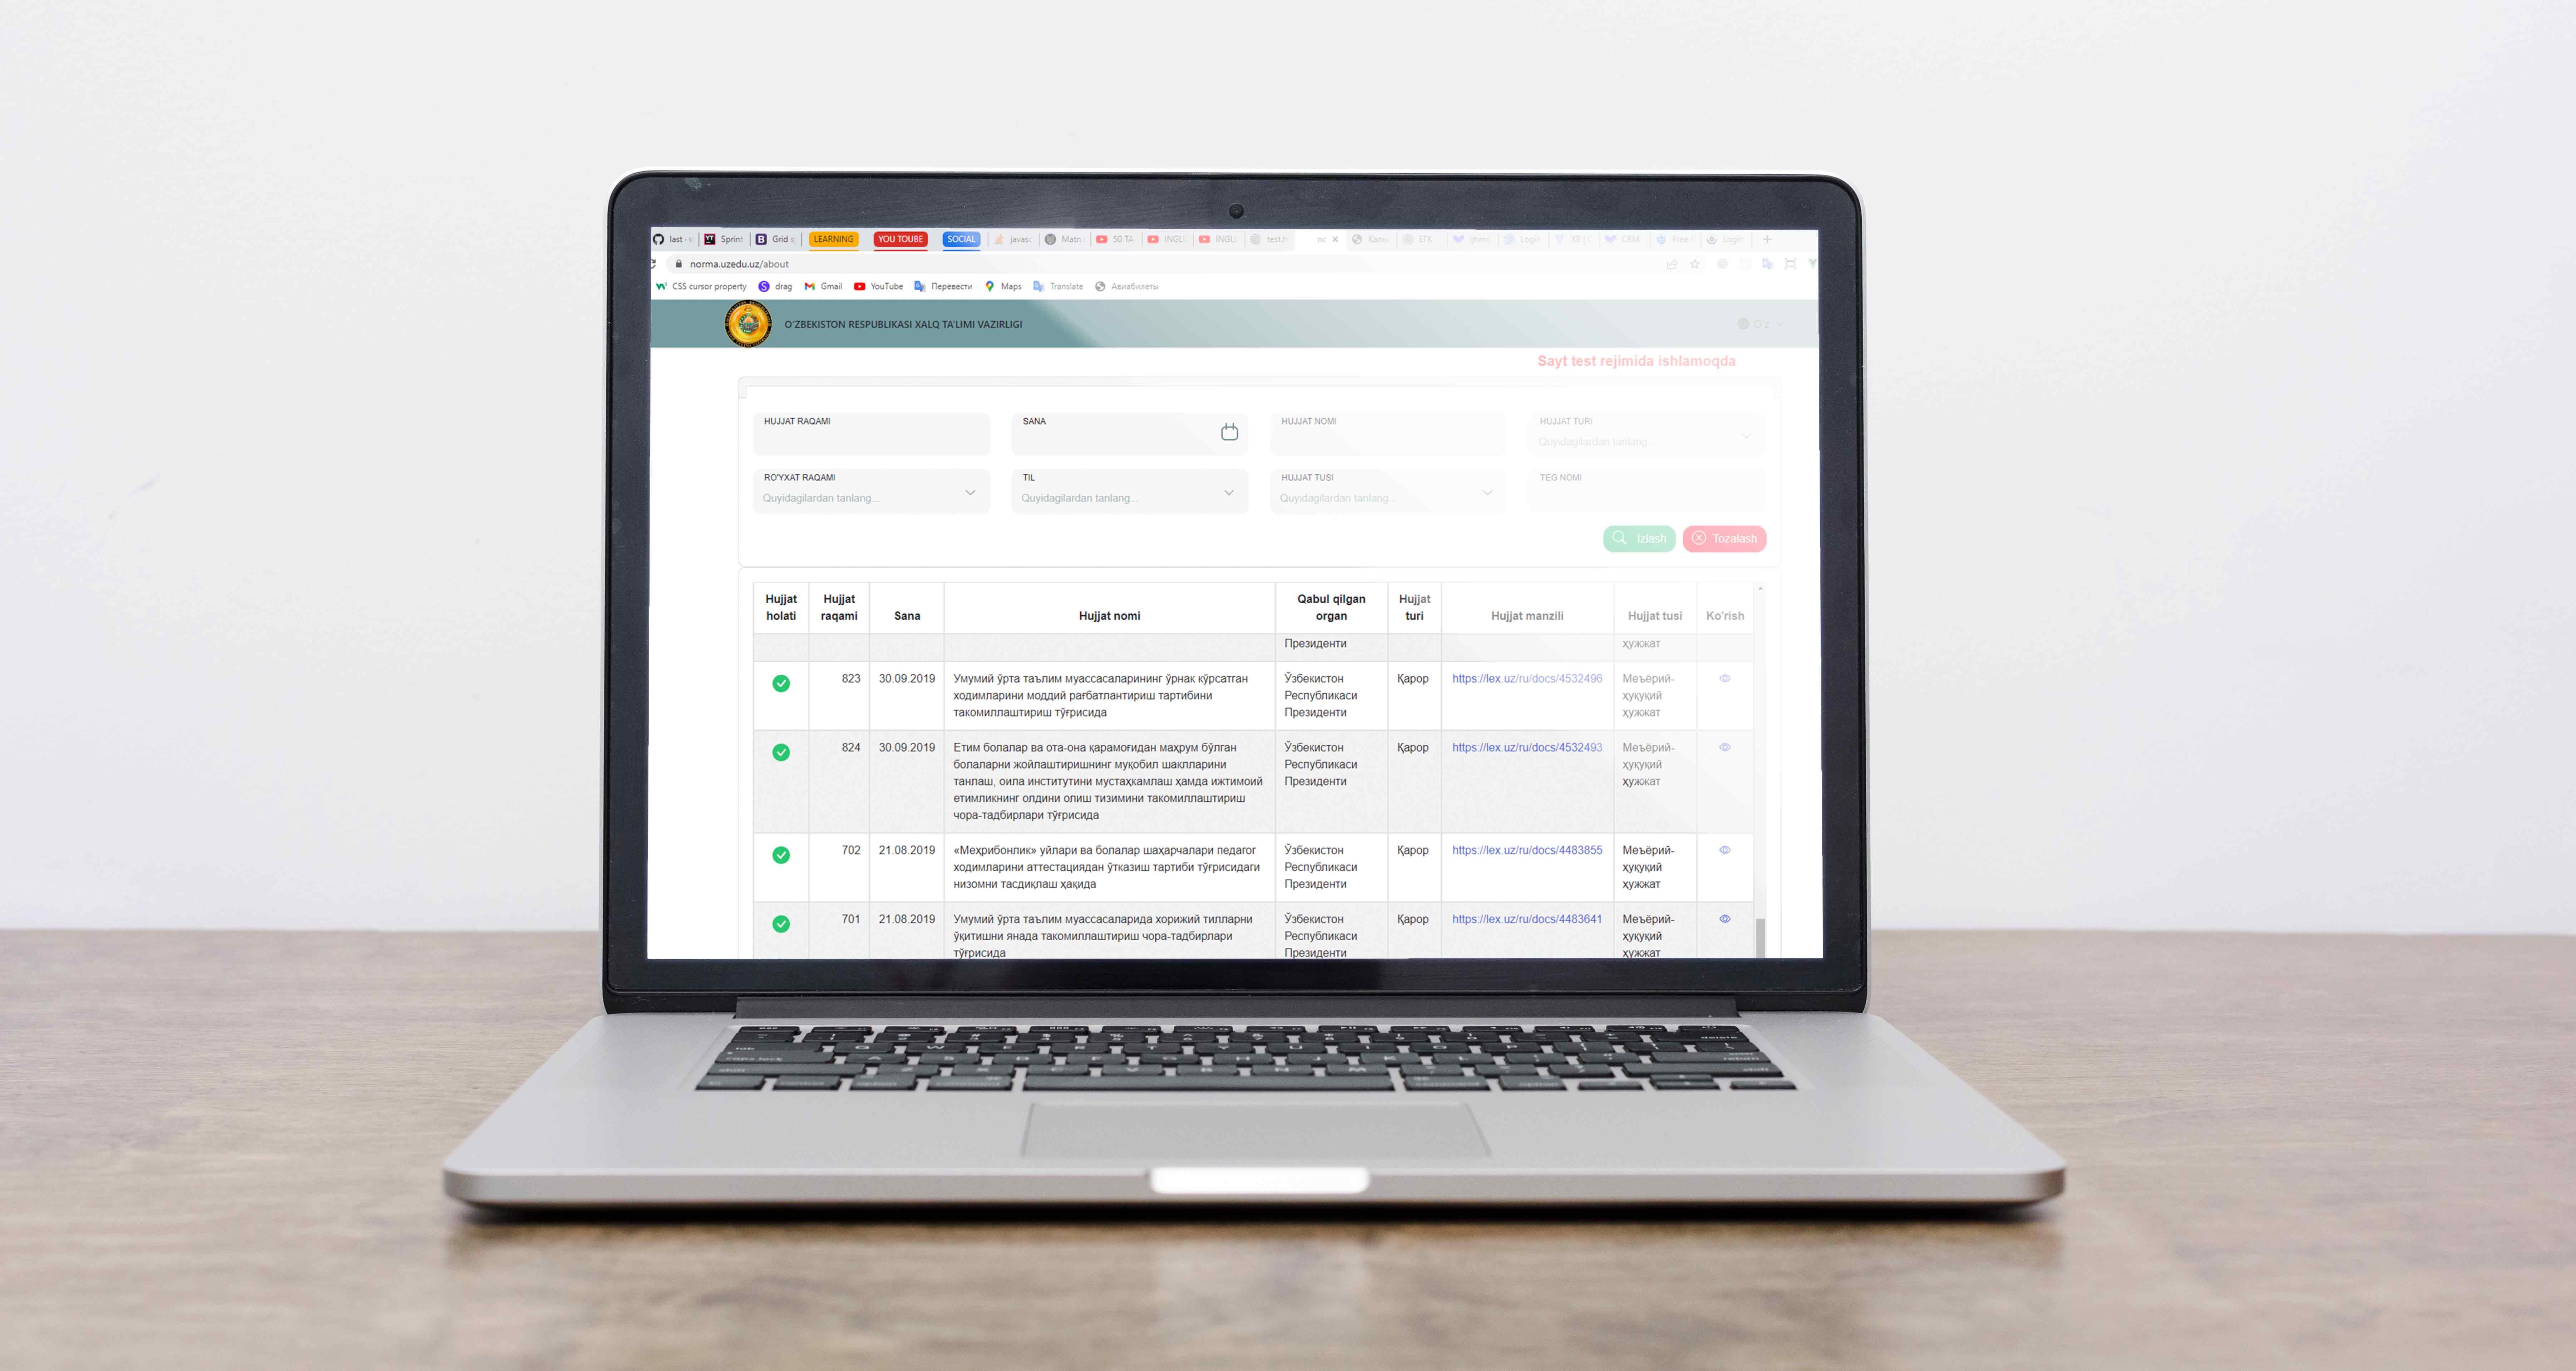 last
Sprint
Grid s
LEARNING
YOU TOUBE
SOCIAL
javasc
Matn
50 TA
INGLI
INGLI
test.h
nc
ЕГК
Login
CRM
Free
Login
norma.uzedu.uz/about
CSS cursor property drag Gmail YouTube Перевести Maps Translate Авиабилеты
O'ZBEKISTON RESPUBLIKASI XALQ TA'LIMI VAZIRLIGI
O'z
Sayt test rejimida ishlamoqda
HUJJAT RAQAMI
SANA
HUJJAT NOMI
HUJJAT TURI
Quyidagilardan tanlang...
RO'YXAT RAQAMI
Quyidagilardan tanlang...
TIL
Quyidagilardan tanlang...
HUJJAT TUSI
Quyidagilardan tanlang...
TEG NOMI
Izlash
Tozalash
Hujjat
holati
Hujjat
raqami
Sana
Hujjat nomi
Qabul qilgan
organ
Hujjat
turi
Hujjat manzili
Hujjat tusi
Ko'rish
Президенти
ҳужжат
823
30.09.2019
Умумий ўрта таълим муассасаларининг ўрнак кўрсатган
ходимларини моддий рағбатлантириш тартибини
такомиллаштириш тўғрисида
Ўзбекистон
Республикаси
Президенти
Қарор
https://lex.uz/ru/docs/4532496
Меъёрий-
ҳуқуқий
ҳужжат
824
30.09.2019
Етим болалар ва ота-она қарамоғидан маҳрум бўлган
болаларни жойлаштиришнинг муқобил шаклларини
танлаш, оила институтини мустаҳкамлаш ҳамда ижтимоий
етимликнинг олдини олиш тизимини такомиллаштириш
чора-тадбирлари тўғрисида
Ўзбекистон
Республикаси
Президенти
Қарор
https://lex.uz/ru/docs/4532493
Меъёрий-
ҳуқуқий
ҳужжат
702
21.08.2019
«Меҳрибонлик» уйлари ва болалар шаҳарчалари педагог
ходимларини аттестациядан ўтказиш тартиби тўғрисидаги
низомни тасдиқлаш ҳақида
Ўзбекистон
Республикаси
Президенти
Қарор
https://lex.uz/ru/docs/4483855
Меъёрий-
ҳуқуқий
ҳужжат
701
21.08.2019
Умумий ўрта таълим муассасаларида хорижий тилларни
ўқитишни янада такомиллаштириш чора-тадбирлари
тўғрисида
Ўзбекистон
Республикаси
Президенти
Қарор
https://lex.uz/ru/docs/4483641
Меъёрий-
ҳуқуқий
ҳужжат